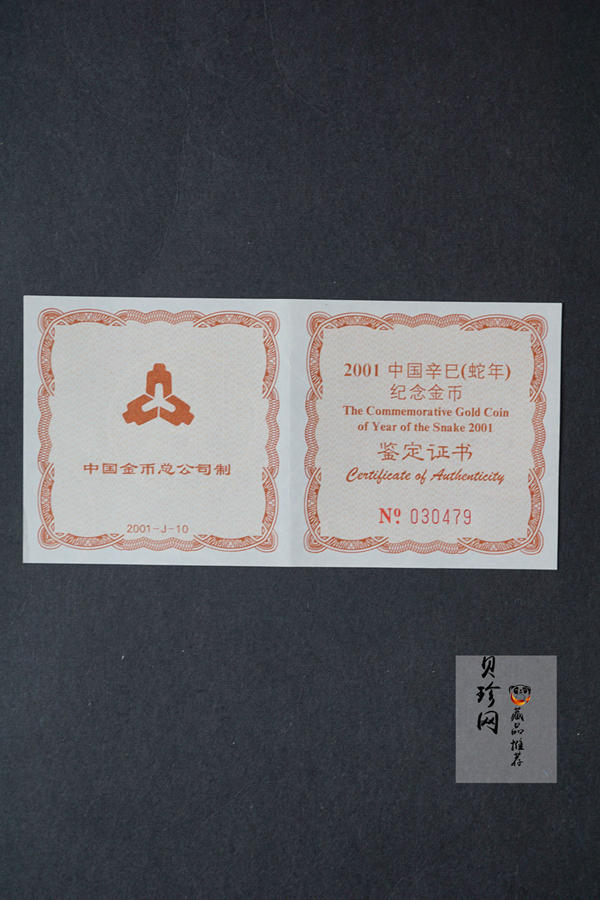 中国金币总公司制
2001-J-10
2001 中国辛巳(蛇年)
纪念金币
The Commemorative Gold Coin
of Year of the Snake 2001
鉴定证书
Certificate of Authenticity
Nº 030479
贝珍网
藏品推荐